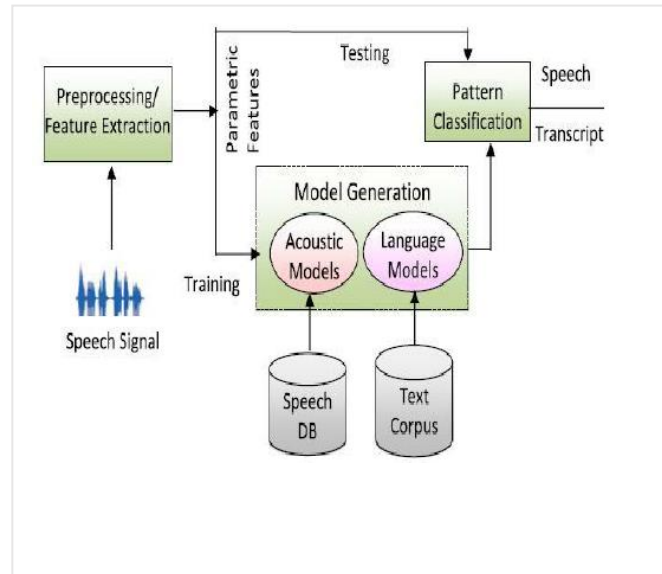 Testing
Preprocessing/
Feature Extraction
Parametric
Features
Pattern
Classification
Speech
Transcript
Model Generation
Acoustic
Models
Language
Models
Training
Speech Signal
Speech
DB
Text
Corpus